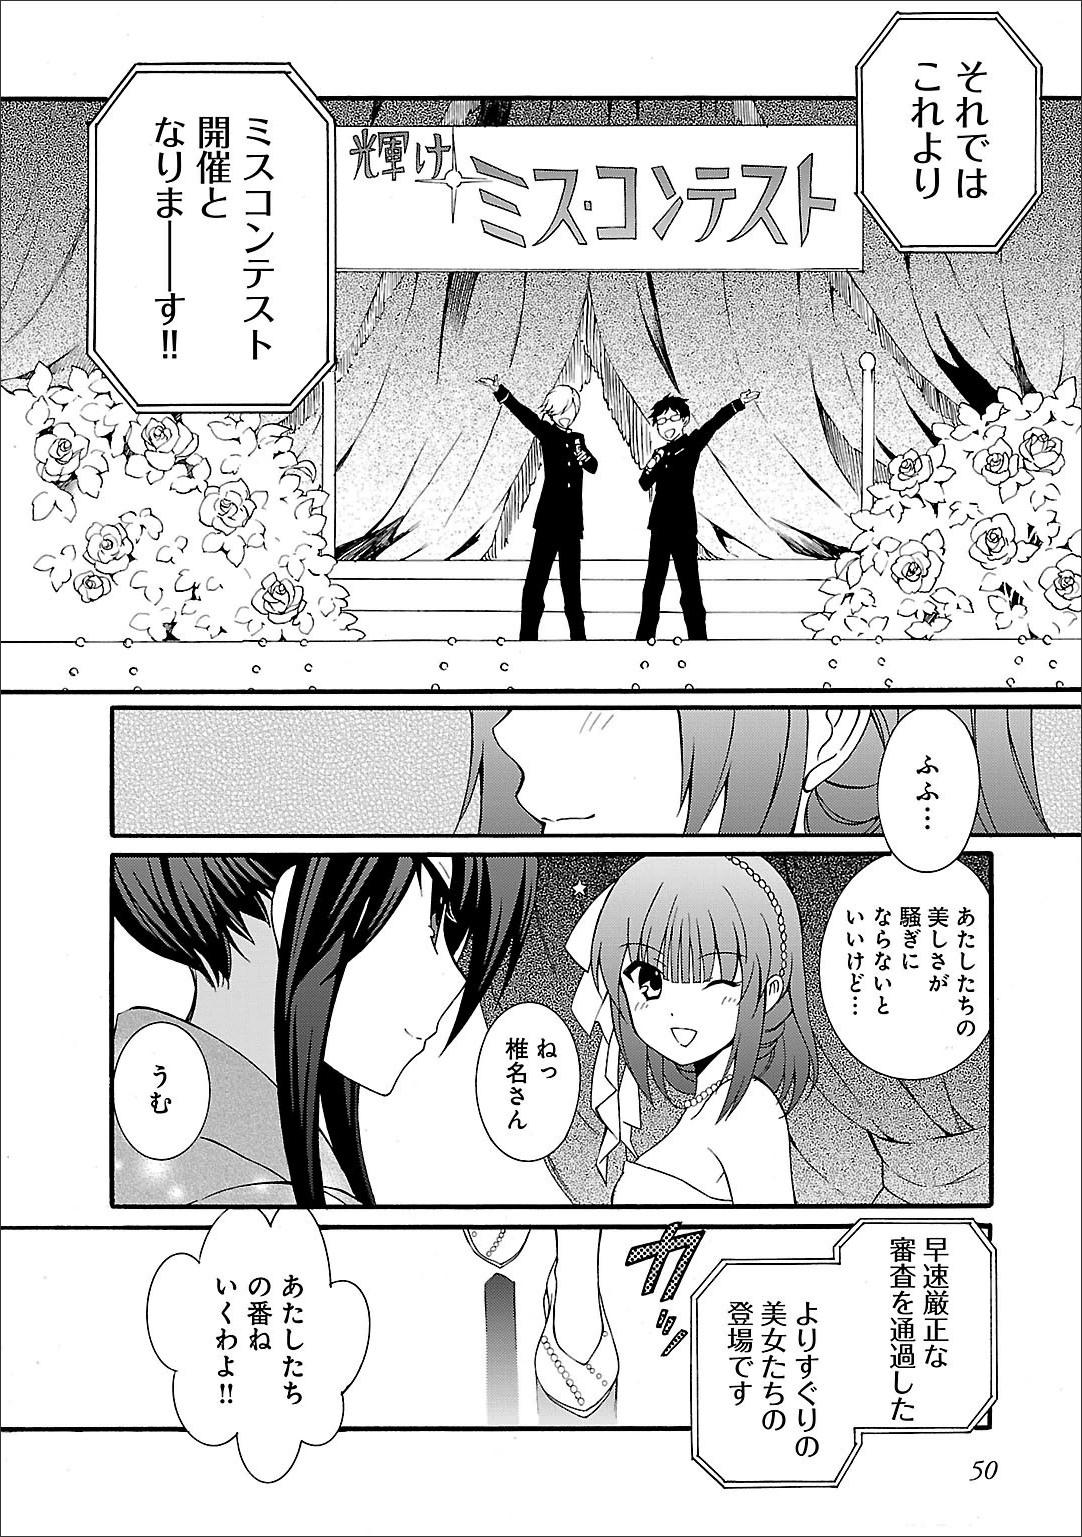 それでは
これより
輝け
ミス・コンテスト
ミスコンテスト
開催と
なりま――す!!
ふふ…
あたしたちの
美しさが
騒ぎに
ならないと
いいけど…
ねっ
椎名さん
うむ
早速厳正な
審査を通過した
よりすぐりの
美女たちの
登場です
カッ
あたしたち
の番ね
いくわよ!!
50